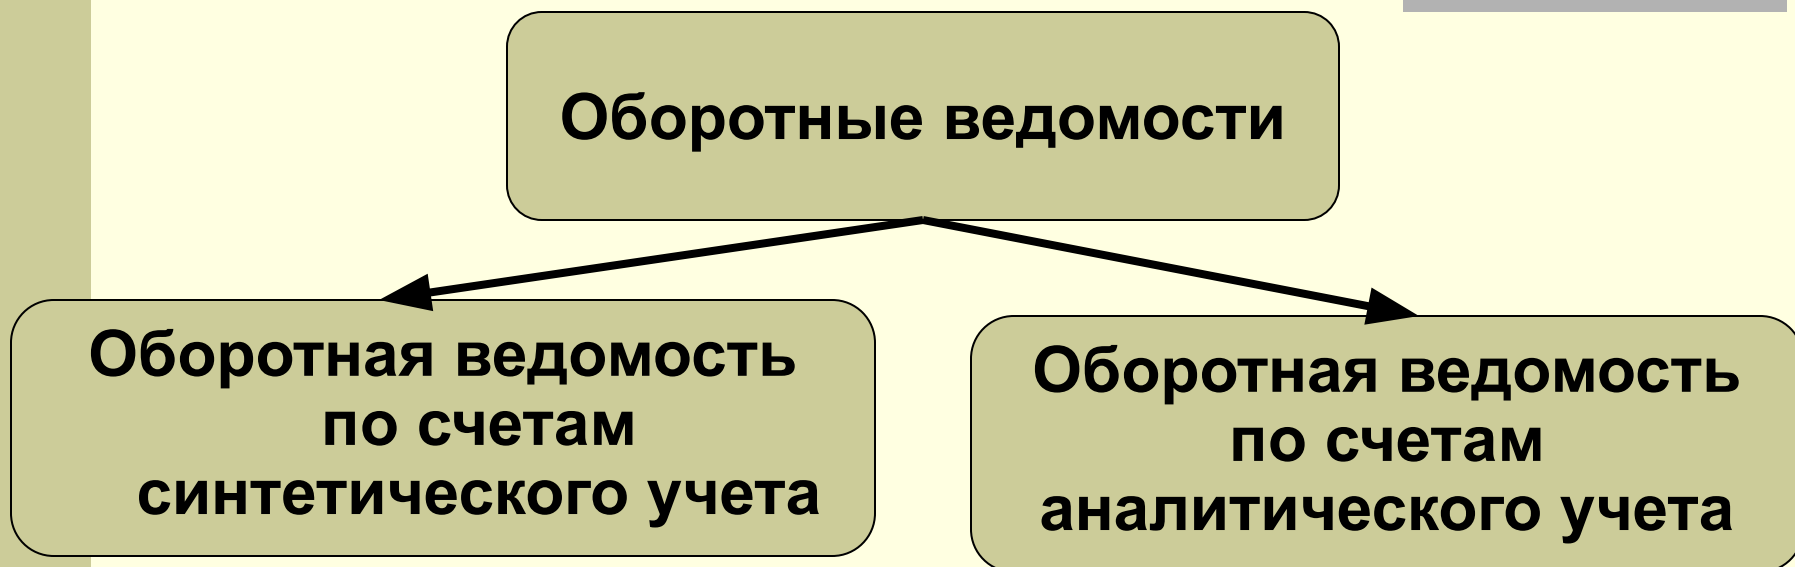 Оборотные ведомости
Оборотная ведомость
по счетам
синтетического учета
Оборотная ведомость
по счетам
аналитического учета